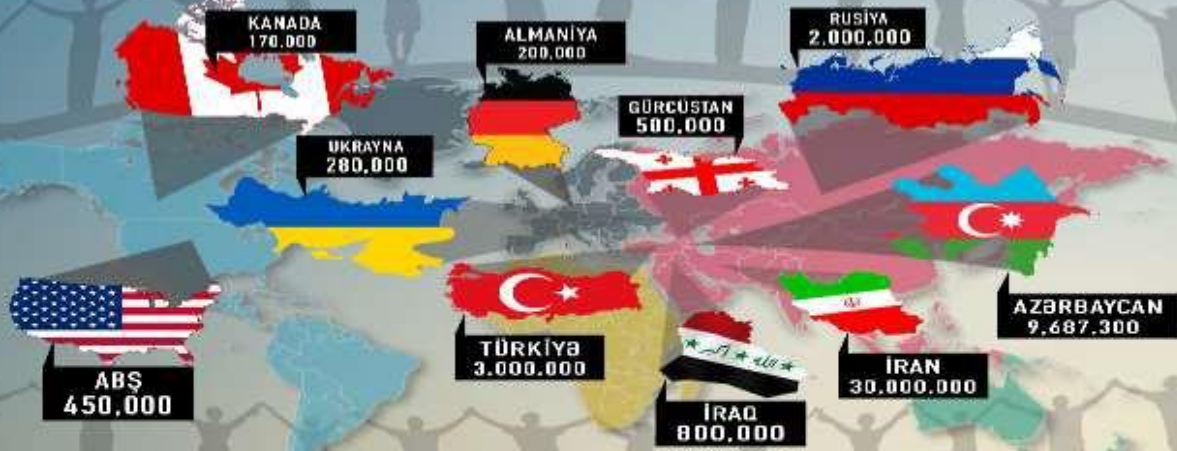 KANADA
170.000
ALMANİYA
200,000
RUSİYA
2,000,000
GÜRCÜSTAN
500,000
UKRAYNA
280,000
AZƏRBAYCAN
9,687,300
TÜRKİYƏ
3.000.000
İRAN
30,000,000
ABŞ
450,000
İRAQ
800,000